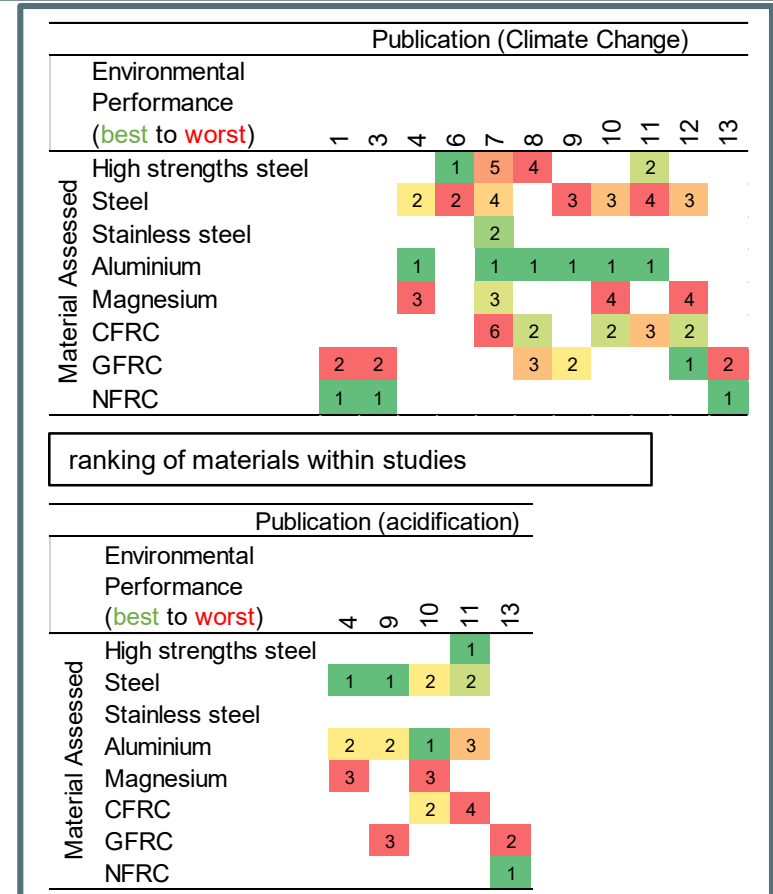 Publication (Climate Change)
Environmental
Performance
(best to worst) 1 3 4 6 7 8 9 10 11 12 13
Material Assessed
High strengths steel 1 5 4 2
Steel 2 2 4 3 3 4 3
Stainless steel 2
Aluminium 1 1 1 1 1 1
Magnesium 3 3 4 4
CFRC 6 2 2 3 2
GFRC 2 2 3 2 1 2
NFRC 1 1 1
ranking of materials within studies
Publication (acidification)
Environmental
Performance
(best to worst) 4 9 10 11 13
Material Assessed
High strengths steel 1
Steel 1 1 2 2
Stainless steel
Aluminium 2 2 1 3
Magnesium 3 3
CFRC 2 4
GFRC 3 2
NFRC 1